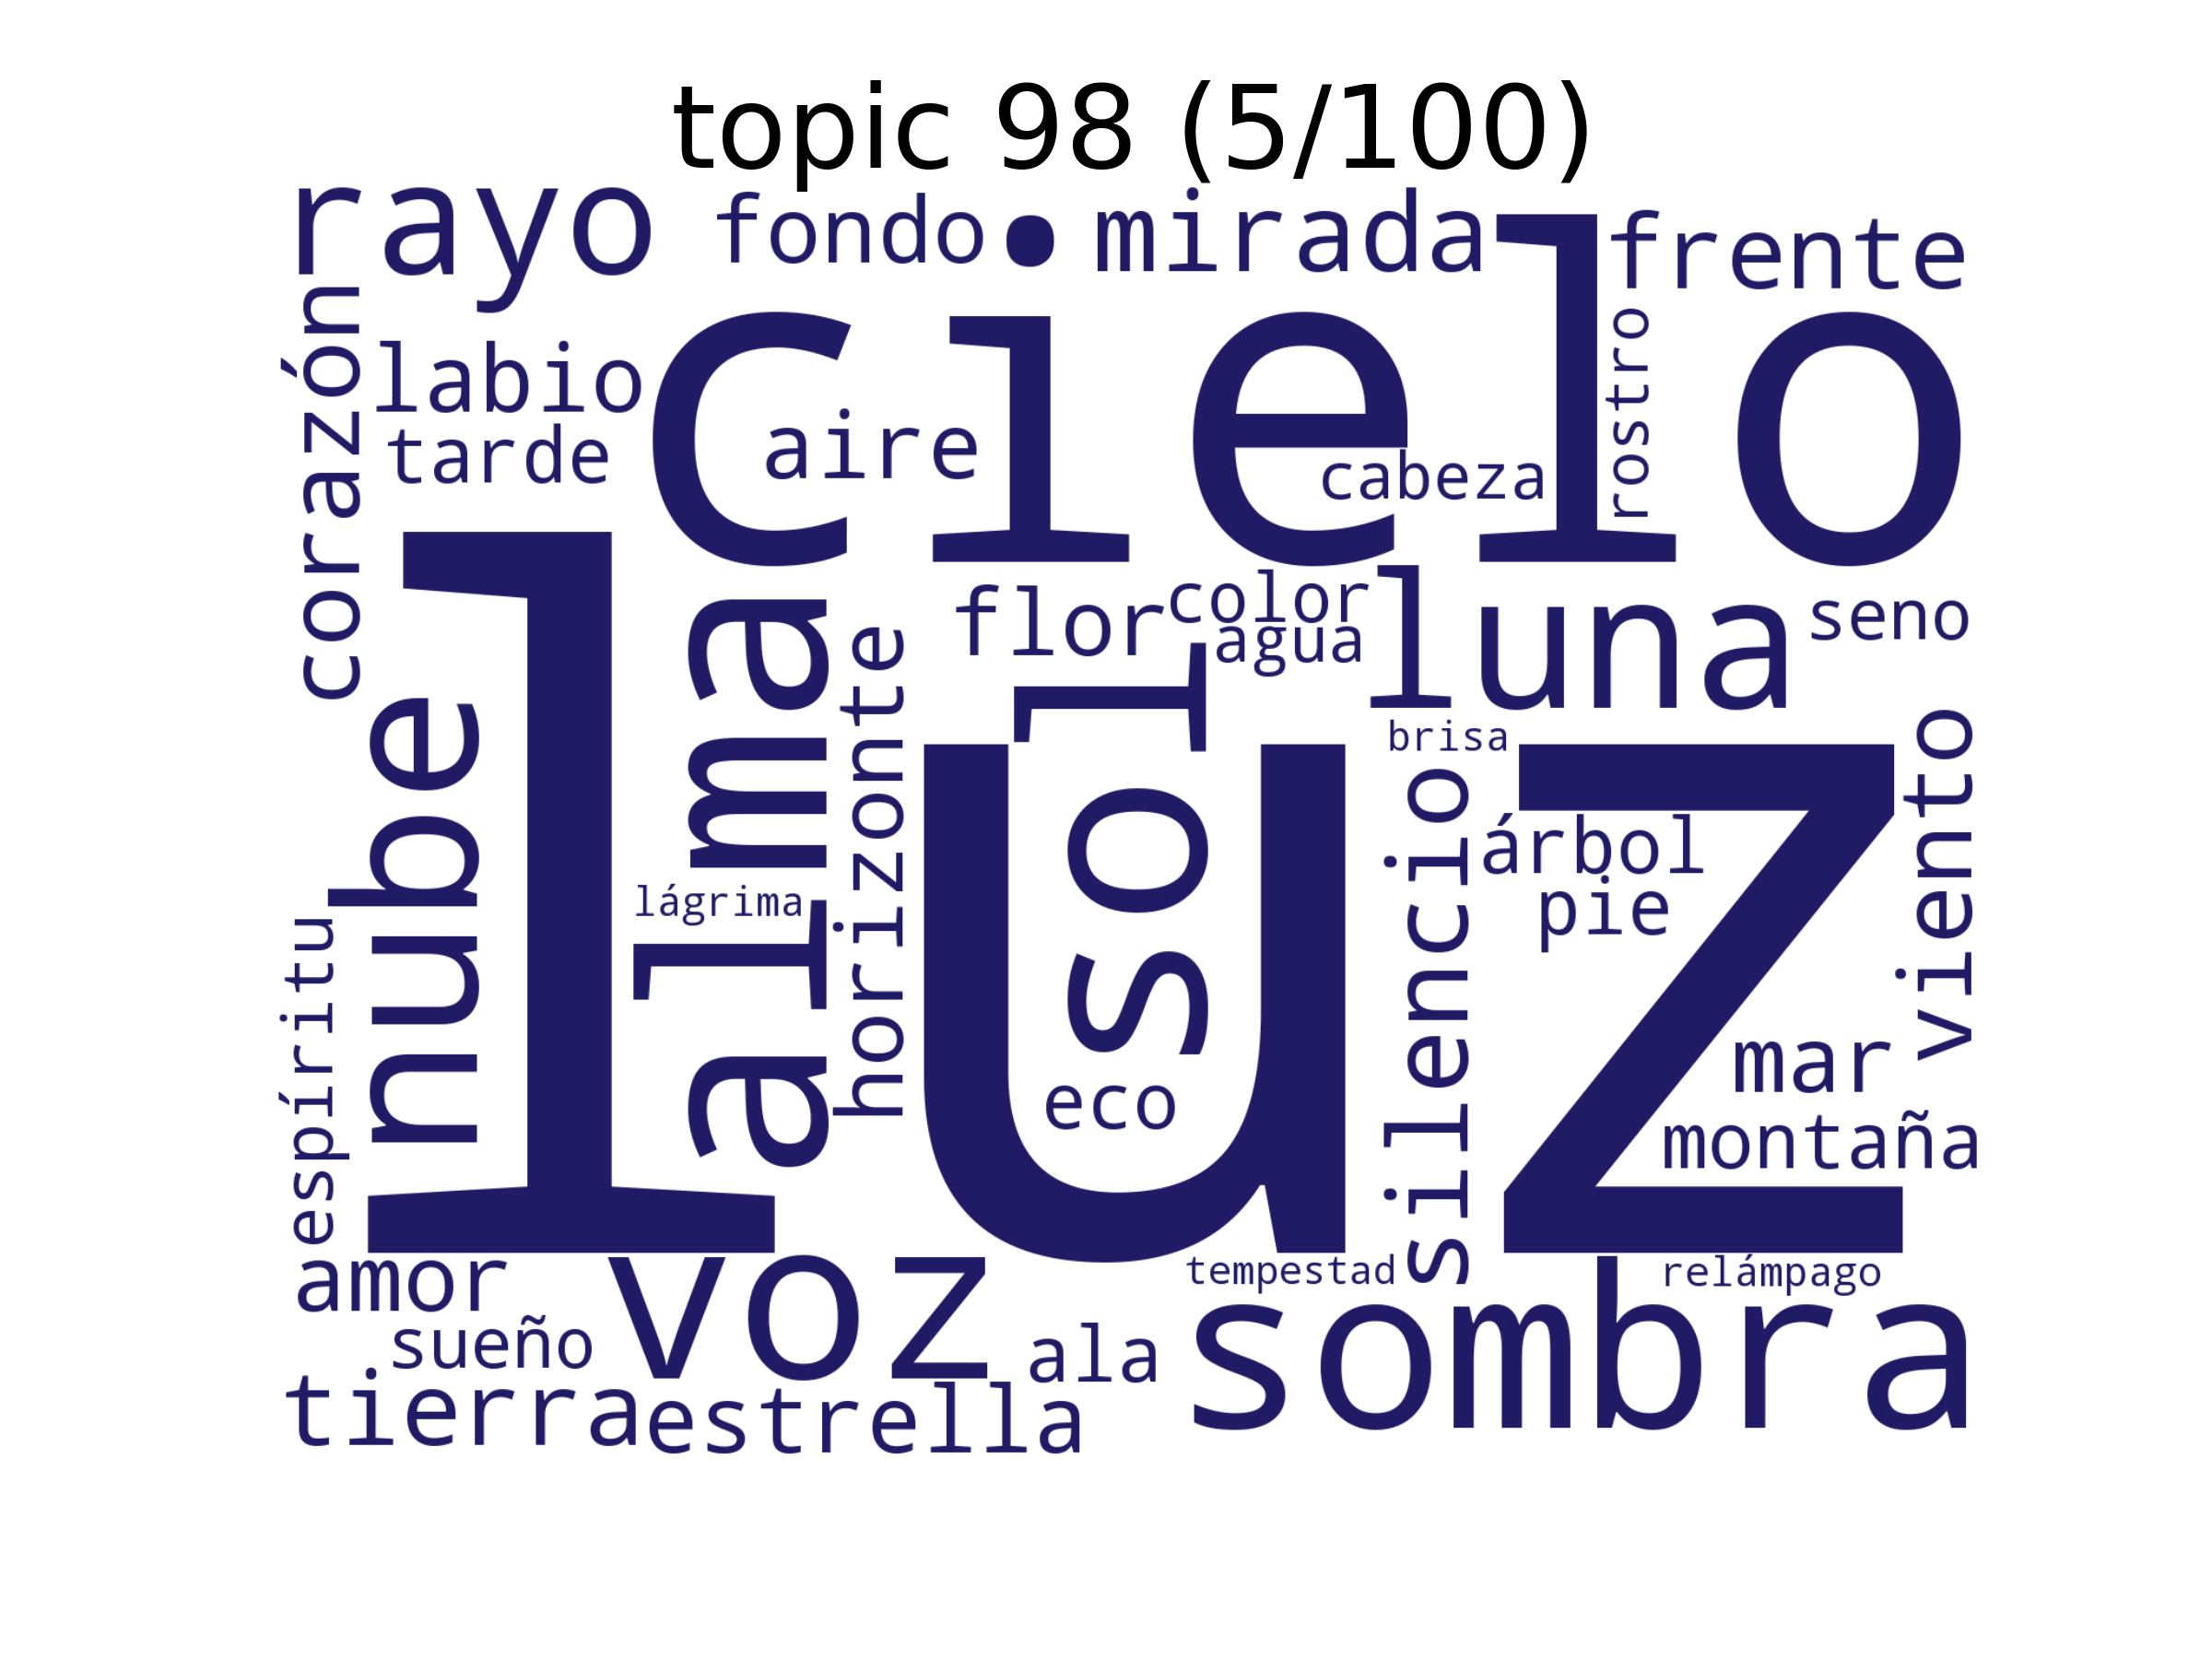 topic 98 (5/100)
rayo
fondo
mirada
frente
cielo
corazón
labio
tarde
aire
cabeza
rostro
luz
nube
alma
horizonte
flor
color
agua
luna
seno
sol
brisa
viento
silencio
árbol
pie
lágrima
espíritu
eco
mar
montaña
amor
voz
tempestad
relámpago
sueño
ala
sombra
tierra
estrella